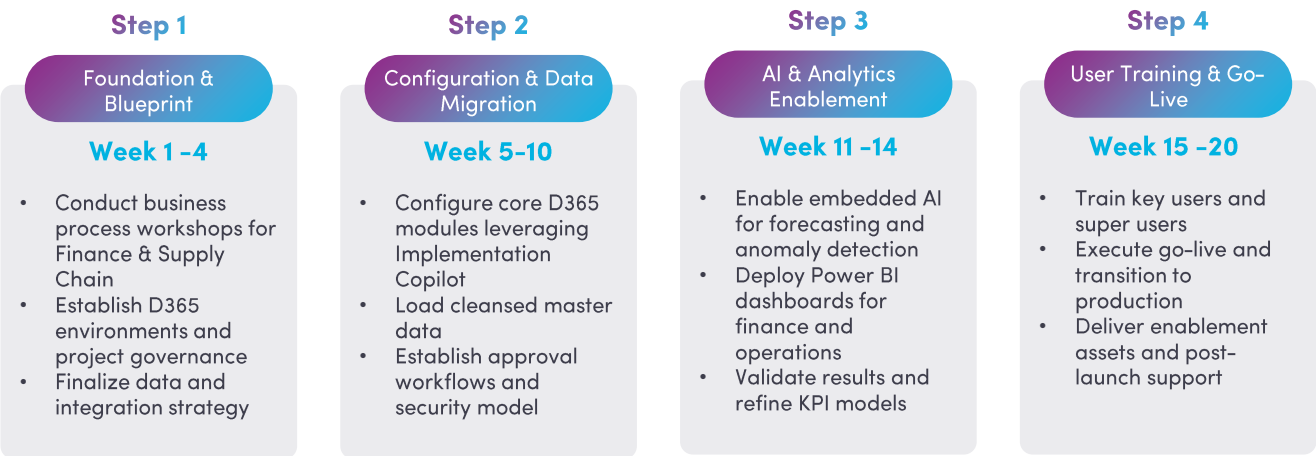 Step 1
Foundation &
Blueprint
Week 1 -4
• Conduct business
process workshops for
Finance & Supply
Chain
• Establish D365
environments and
project governance
• Finalize data and
integration strategy
Step 2
Configuration & Data
Migration
Week 5-10
• Configure core D365
modules leveraging
Implementation
Copilot
• Load cleansed master
data
• Establish approval
workflows and
security model
Step 3
AI & Analytics
Enablement
Week 11 -14
• Enable embedded AI
for forecasting and
anomaly detection
• Deploy Power BI
dashboards for
finance and
operations
• Validate results and
refine KPI models
Step 4
User Training & Go-
Live
Week 15 -20
• Train key users and
super users
• Execute go-live and
transition to
production
• Deliver enablement
assets and post-
launch support